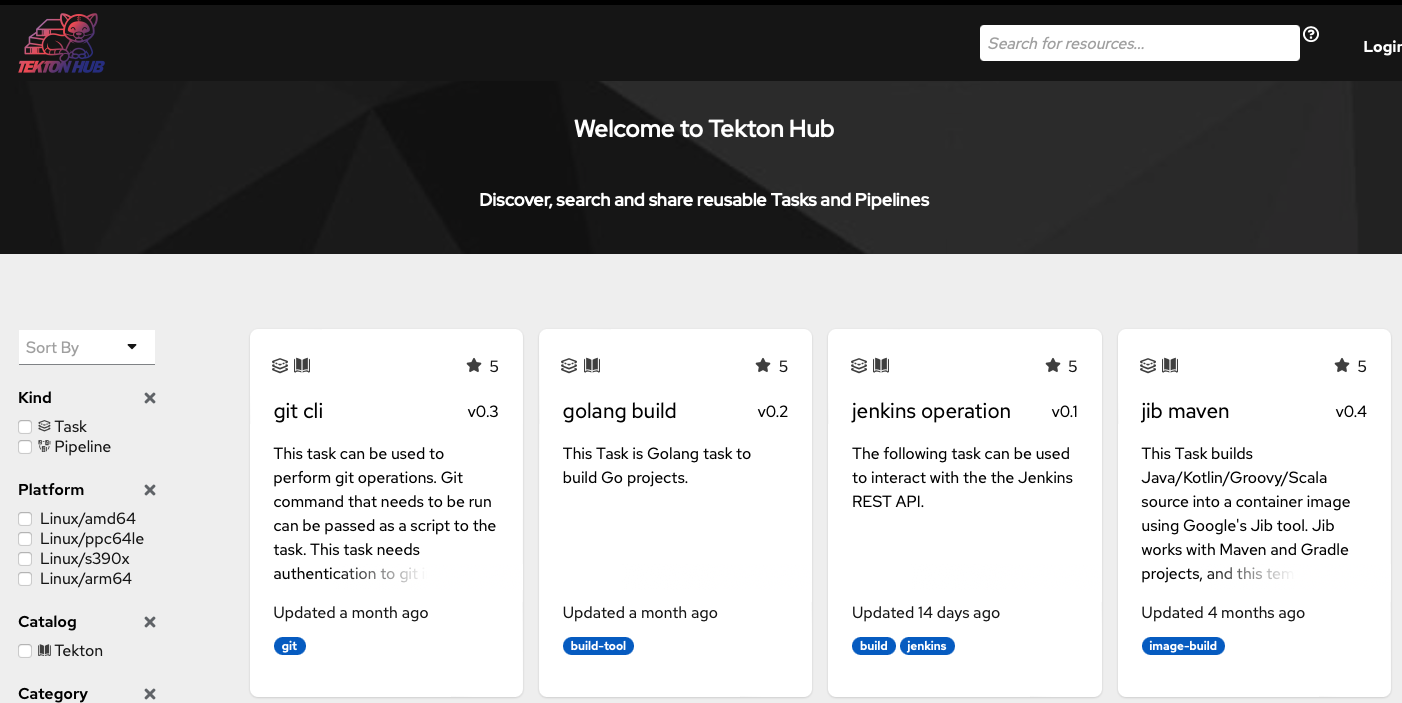 TEKTON HUB
Search for resources...
Welcome to Tekton Hub
Discover, search and share reusable Tasks and Pipelines
Sort By
Kind
Task
Pipeline
Platform
Linux/amd64
Linux/ppc64le
Linux/s390x
Linux/arm64
Catalog
Tekton
Category
5
git cli v0.3
This task can be used to
perform git operations. Git
command that needs to be run
can be passed as a script to the
task. This task needs
authentication to git
Updated a month ago
git
5
golang build v0.2
This Task is Golang task to
build Go projects.
Updated a month ago
build-tool
5
jenkins operation v0.1
The following task can be used
to interact with the the Jenkins
REST API.
Updated 14 days ago
build jenkins
5
jib maven v0.4
This Task builds
Java/Kotlin/Groovy/Scala
source into a container image
using Google's Jib tool. Jib
works with Maven and Gradle
projects, and this
Updated 4 months ago
image-build